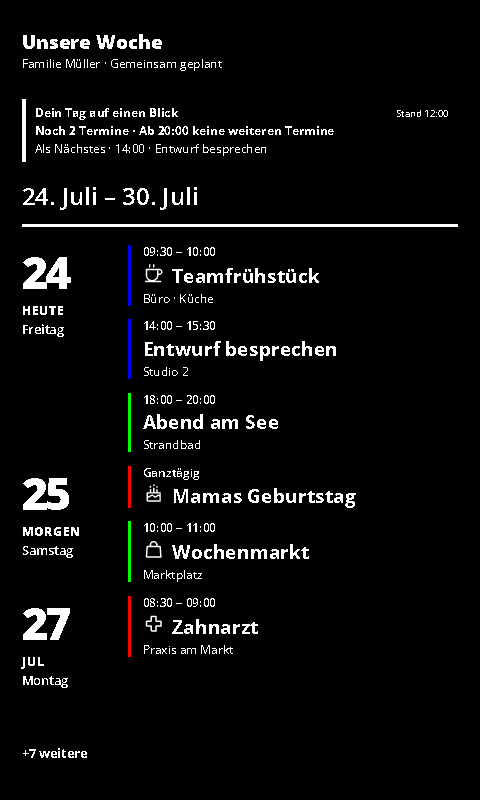 Unsere Woche
Familie Müller · Gemeinsam geplant
Dein Tag auf einen Blick
Stand 12:00
Noch 2 Termine · Ab 20:00 keine weiteren Termine
Als Nächstes · 14:00 · Entwurf besprechen
24. Juli – 30. Juli
24
HEUTE
Freitag
09:30 – 10:00
Teamfrühstück
Büro · Küche
14:00 – 15:30
Entwurf besprechen
Studio 2
18:00 – 20:00
Abend am See
Strandbad
25
MORGEN
Samstag
Ganztägig
Mamas Geburtstag
10:00 – 11:00
Wochenmarkt
Marktplatz
27
JUL
Montag
08:30 – 09:00
Zahnarzt
Praxis am Markt
+7 weitere